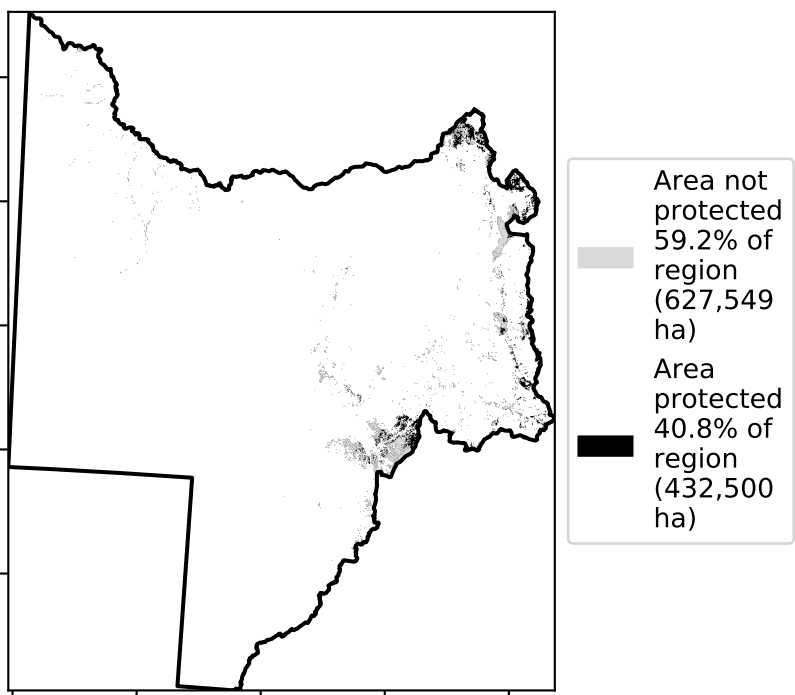 Area not
protected
59.2% of
region
(627,549
ha)
Area
protected
40.8% of
region
(432,500
ha)